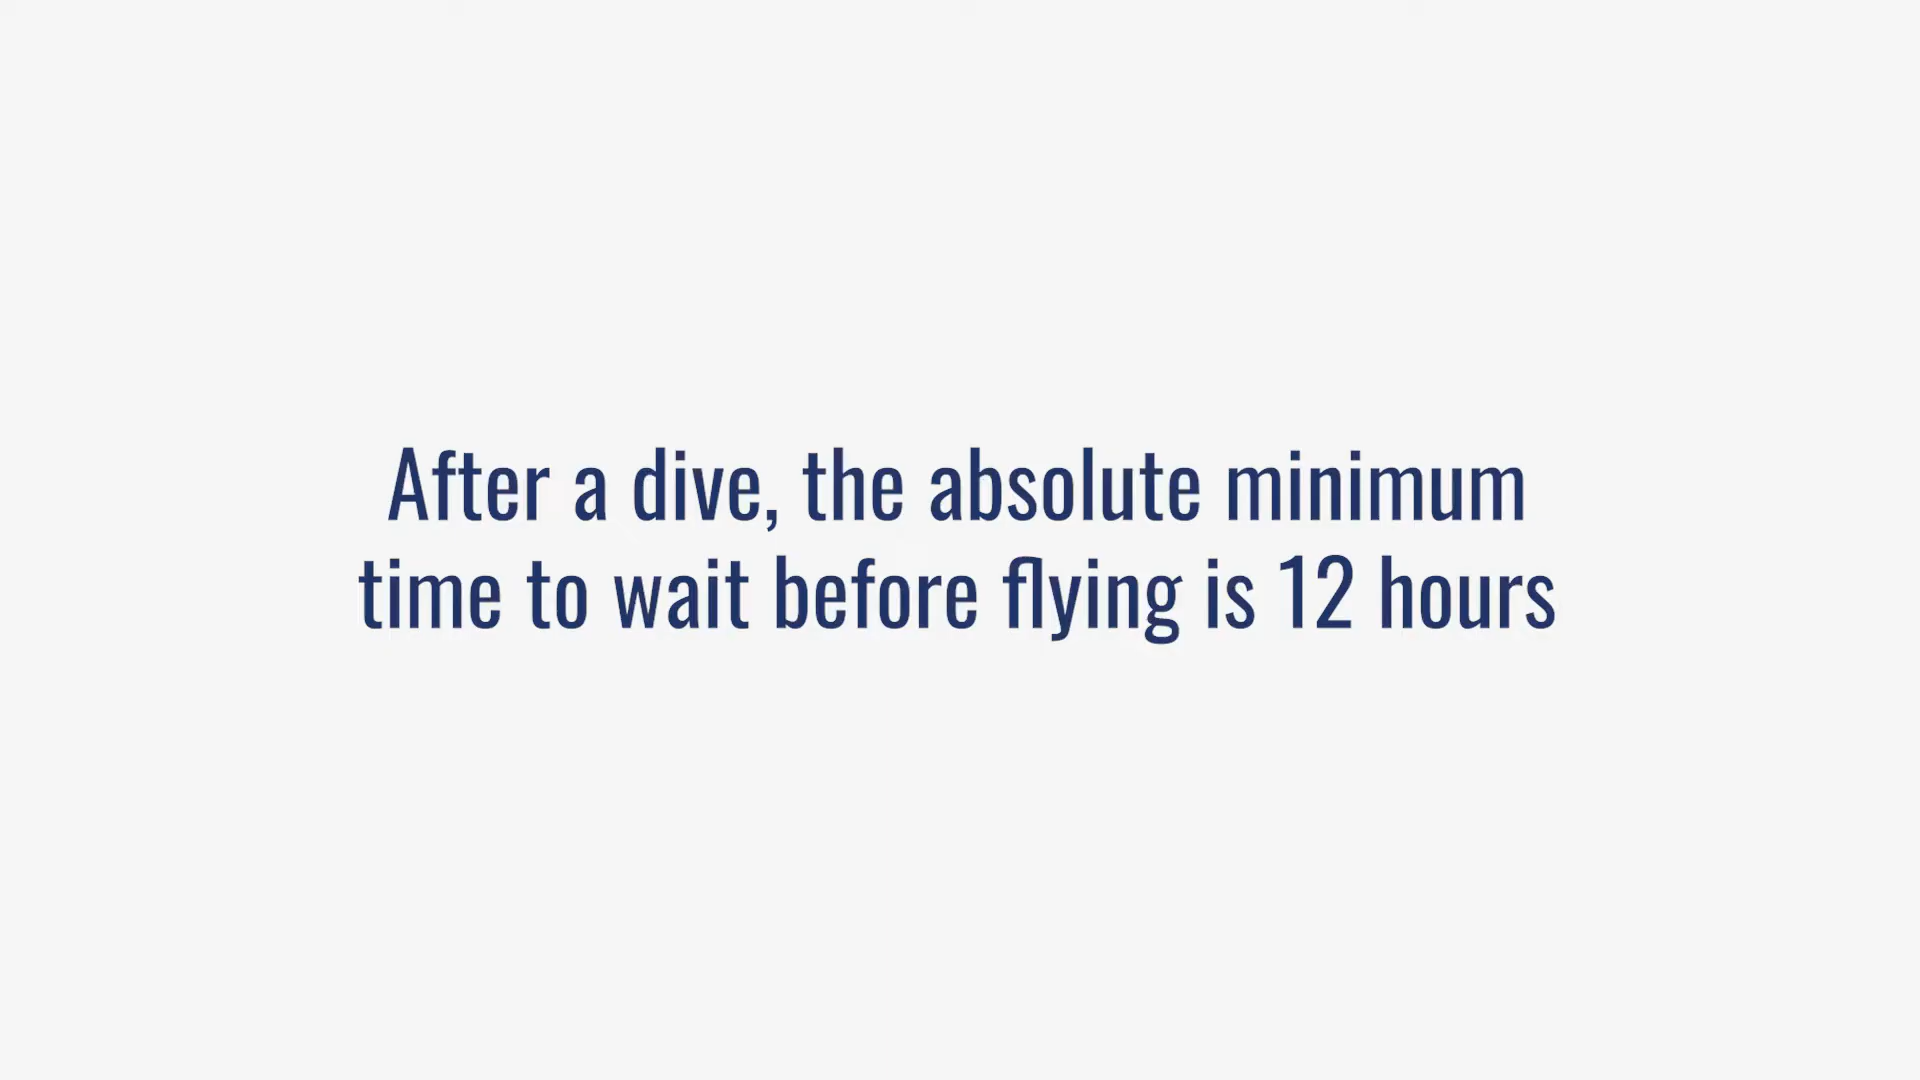 After a dive, the absolute minimum
time to wait before flying is 12 hours